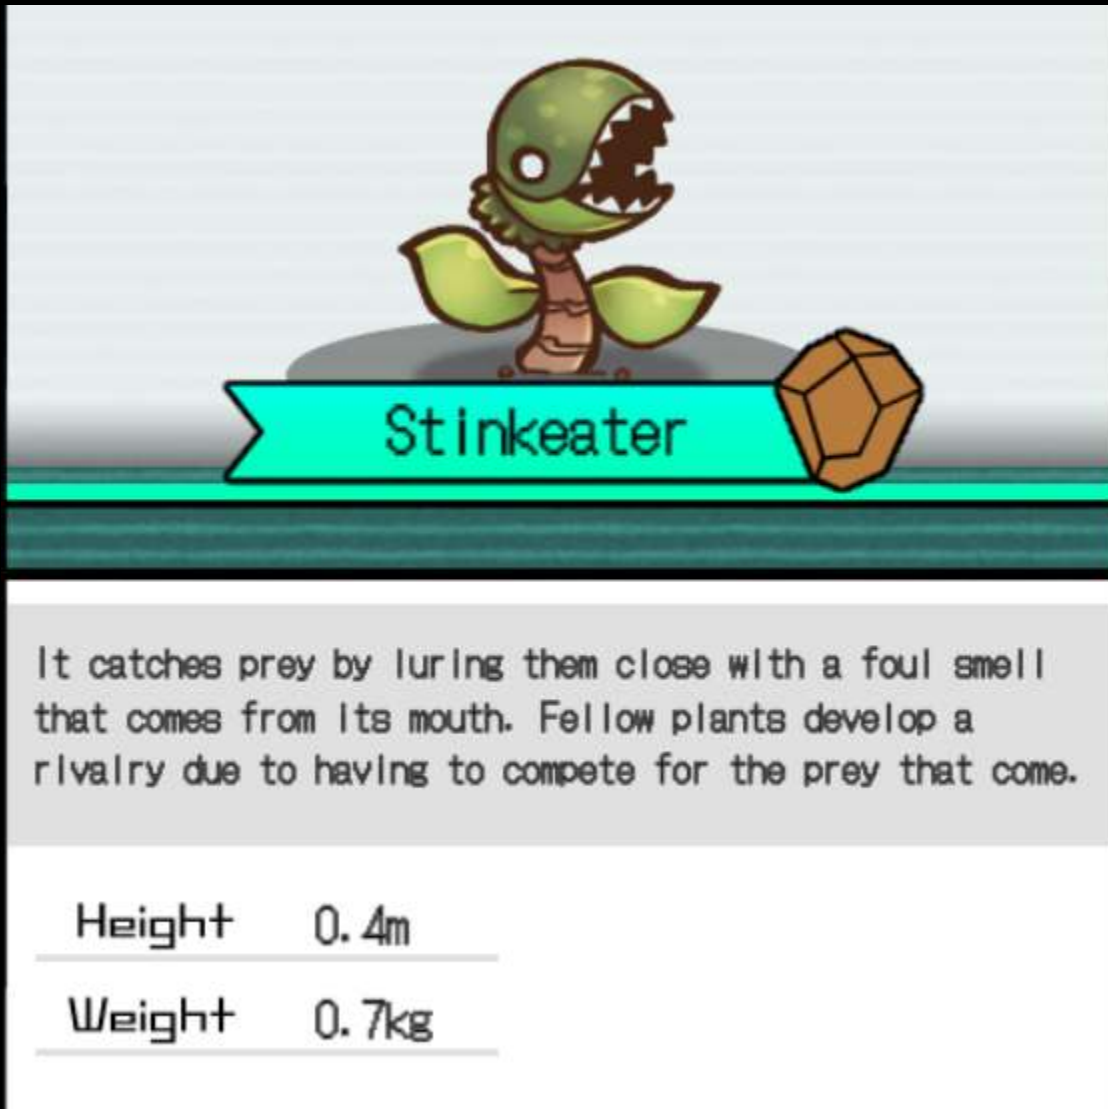 Stinkeater
It catches prey by luring them close with a foul smell
that comes from its mouth. Fellow plants develop a
rivalry due to having to compete for the prey that come.
Height 0.4m
Weight 0.7kg